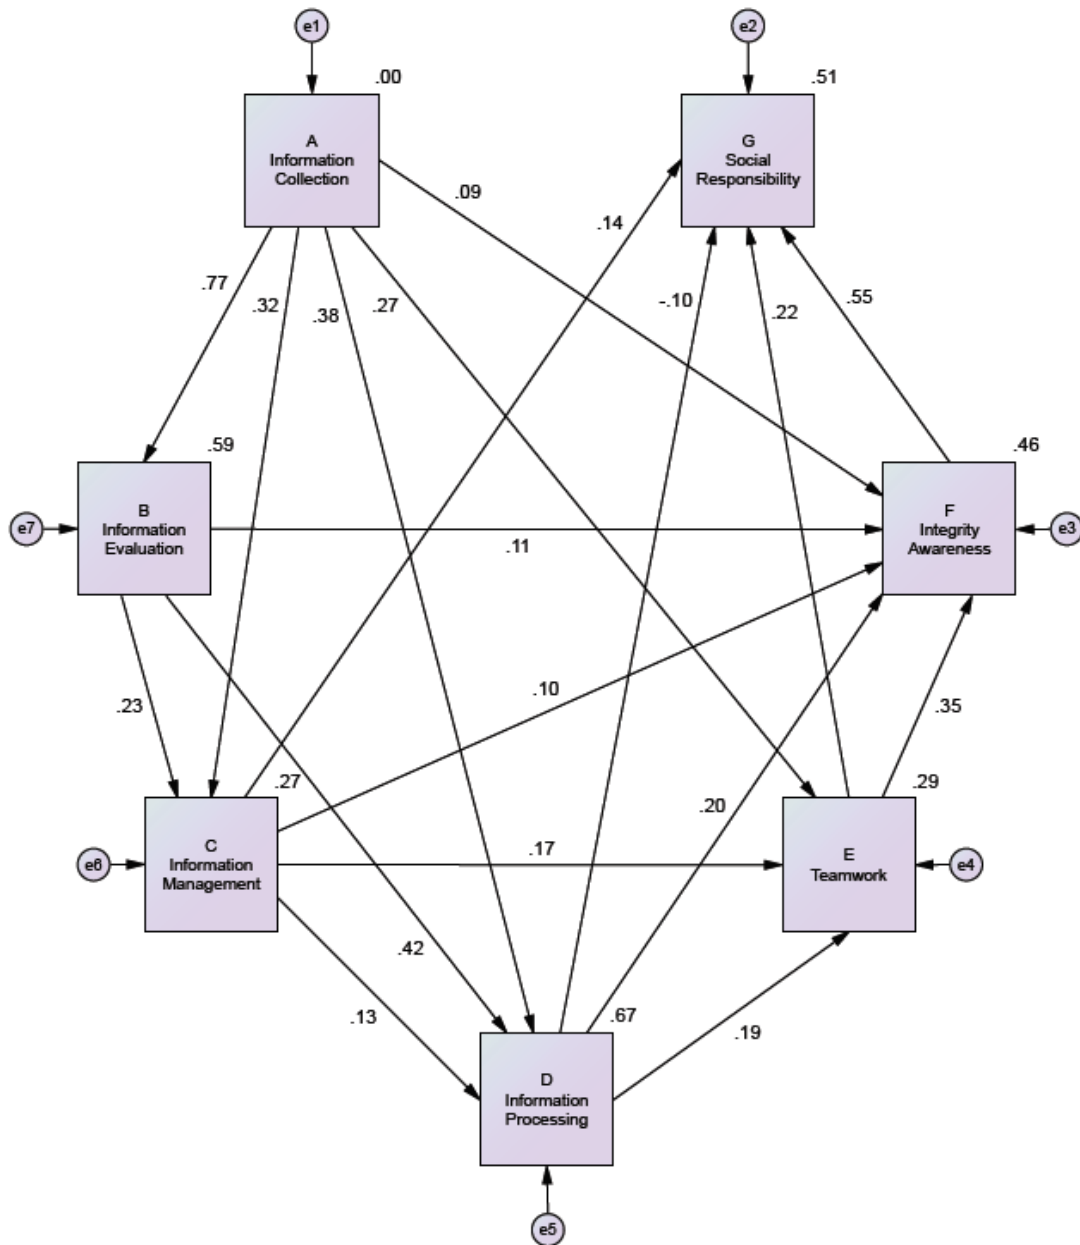 e1
e2
.00
.51
A
Information
Collection
G
Social
Responsibility
.09
.14
.77
.32
.38
.27
-.10
.22
.55
.59
.46
B
Information
Evaluation
F
Integrity
Awareness
e7
e3
.11
.10
.23
.35
.27
.20
.29
C
Information
Management
.17
E
Teamwork
e6
e4
.42
.13
.67
.19
D
Information
Processing
e5